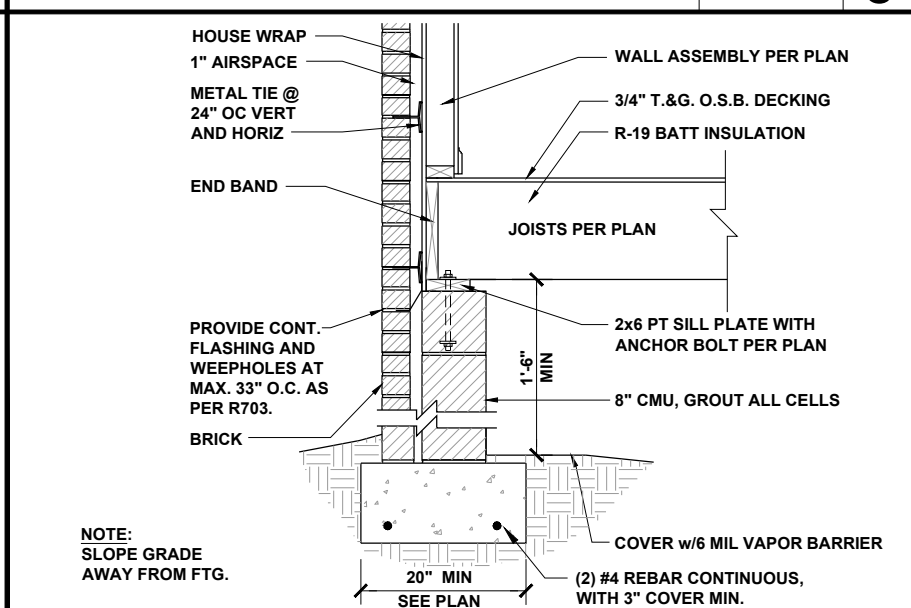 HOUSE WRAP
1" AIRSPACE
METAL TIE @
24" OC VERT
AND HORIZ
END BAND
PROVIDE CONT.
FLASHING AND
WEEPHOLES AT
MAX. 33" O.C. AS
PER R703.
BRICK
NOTE:
SLOPE GRADE
AWAY FROM FTG.
WALL ASSEMBLY PER PLAN
3/4" T.&G. O.S.B. DECKING
R-19 BATT INSULATION
JOISTS PER PLAN
2x6 PT SILL PLATE WITH
ANCHOR BOLT PER PLAN
1'-6"
MIN
8" CMU, GROUT ALL CELLS
COVER w/6 MIL VAPOR BARRIER
(2) #4 REBAR CONTINUOUS,
WITH 3" COVER MIN.
20" MIN
SEE PLAN